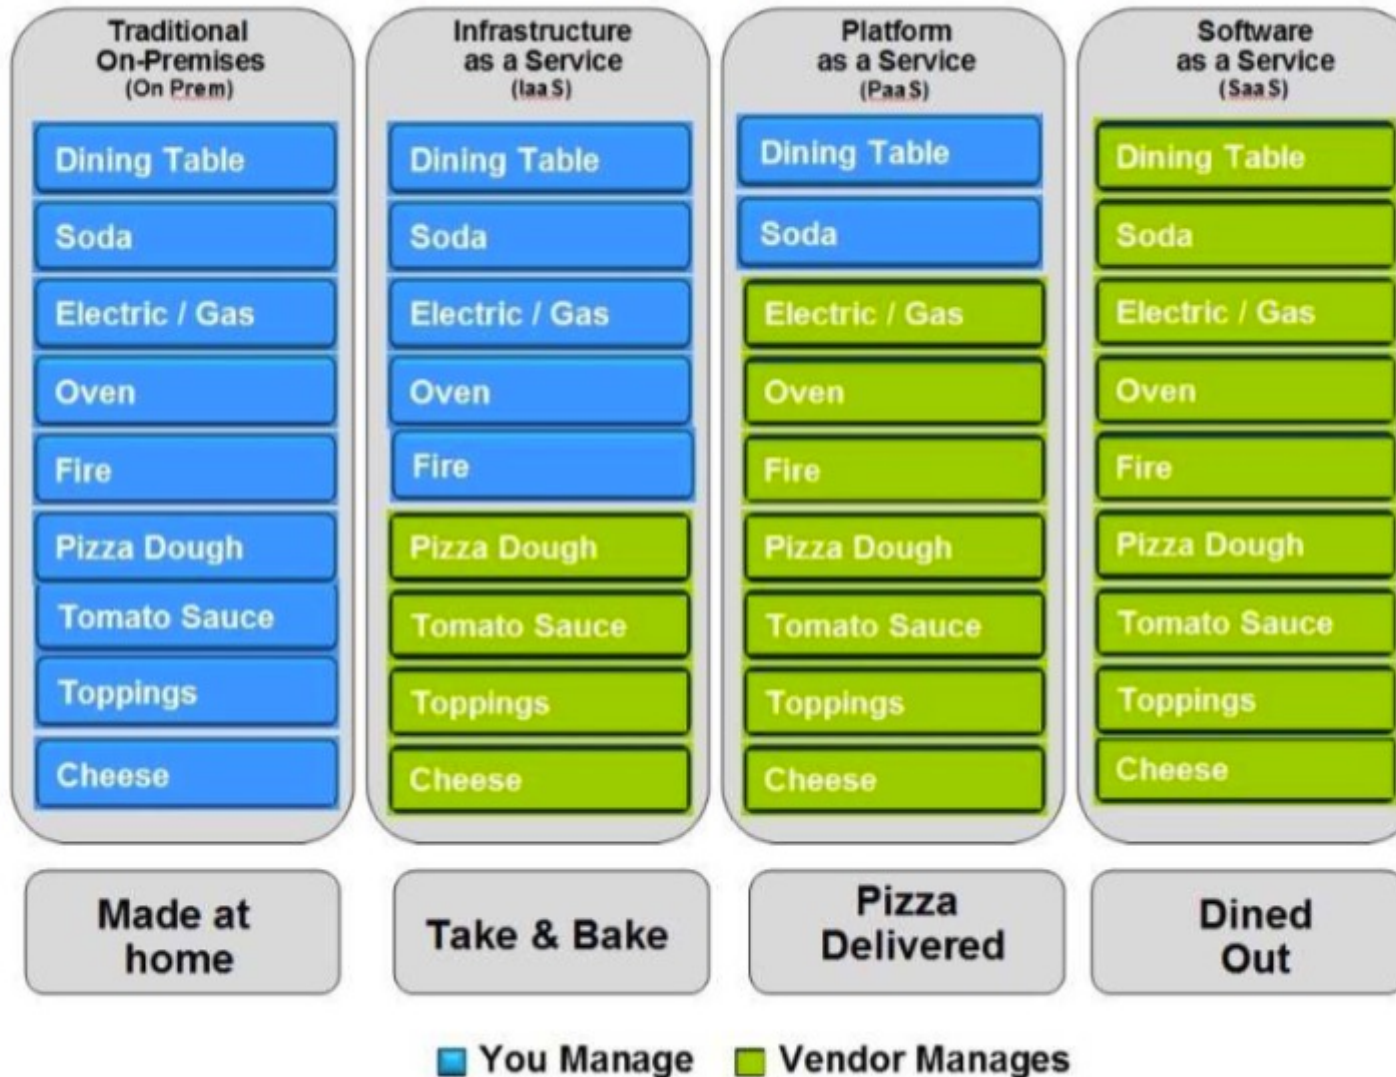 Traditional
On-Premises
(On Prem)
Dining Table
Soda
Electric / Gas
Oven
Fire
Pizza Dough
Tomato Sauce
Toppings
Cheese
Made at
home
Infrastructure
as a Service
(IaaS)
Dining Table
Soda
Electric / Gas
Oven
Fire
Pizza Dough
Tomato Sauce
Toppings
Cheese
Take & Bake
Platform
as a Service
(PaaS)
Dining Table
Soda
Electric / Gas
Oven
Fire
Pizza Dough
Tomato Sauce
Toppings
Cheese
Pizza
Delivered
Software
as a Service
(SaaS)
Dining Table
Soda
Electric / Gas
Oven
Fire
Pizza Dough
Tomato Sauce
Toppings
Cheese
Dined
Out
You Manage
Vendor Manages